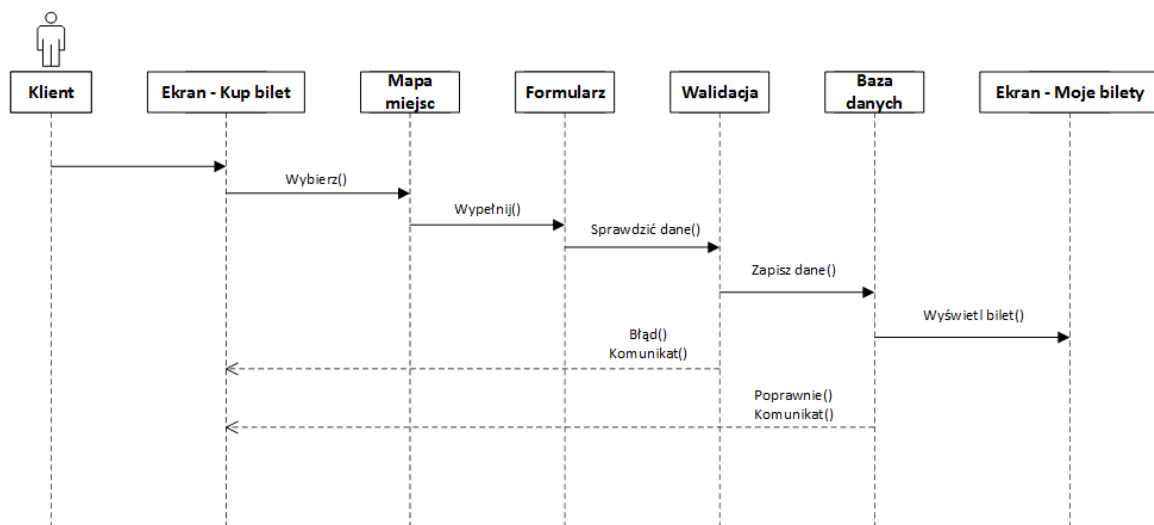 Klient
Ekran - Kup bilet
Mapa
miejsc
Formularz
Walidacja
Baza
danych
Ekran - Moje bilety
Wybierz()
Wypełnij()
Sprawdzić dane()
Zapisz dane()
Wyświetl bilet()
Błąd()
Komunikat()
Poprawnie()
Komunikat()